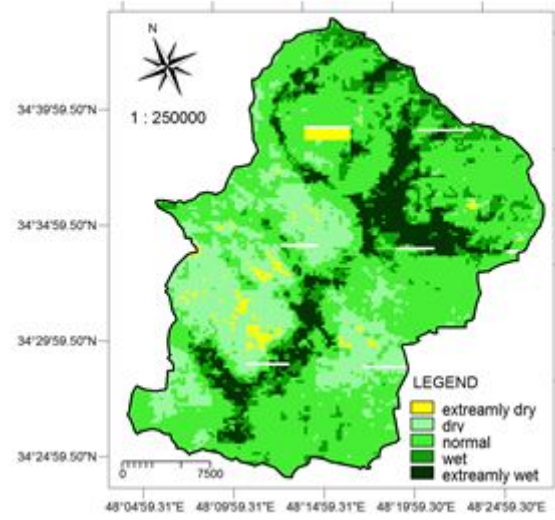 N
1 : 250000
34°39'59.50"N
34°34'59.50"N
34°29'59.50"N
34°24'59.50"N
LEGEND
extreamly dry
dry
normal
wet
extreamly wet
0 7500
48°04'59.31"E 48°09'59.31"E 48°14'59.31"E 48°19'59.30"E 48°24'59.30"E